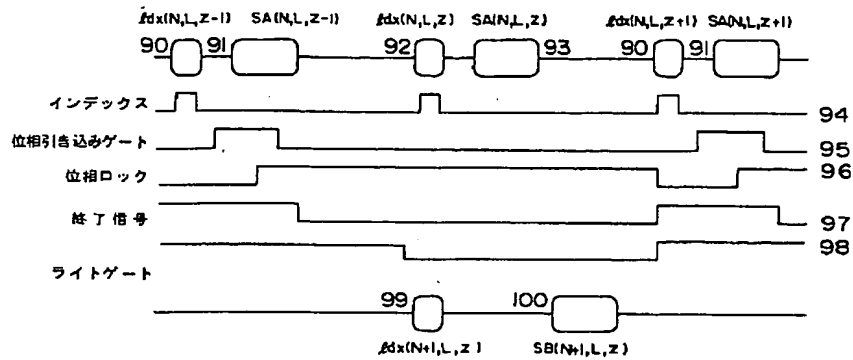 ℓdx(N,L,Z-1) SA(N,L,Z-1) ℓdx(N,L,Z) SA(N,L,Z) ℓdx(N,L,Z+1) SA(N,L,Z+1)
90 91 92 93 90 91
インデックス 94
位相引き込みゲート 95
位相ロック 96
終了信号 97
98
ライトゲート
99 100
ℓdx(N+1,L,Z) SB(N+1,L,Z)